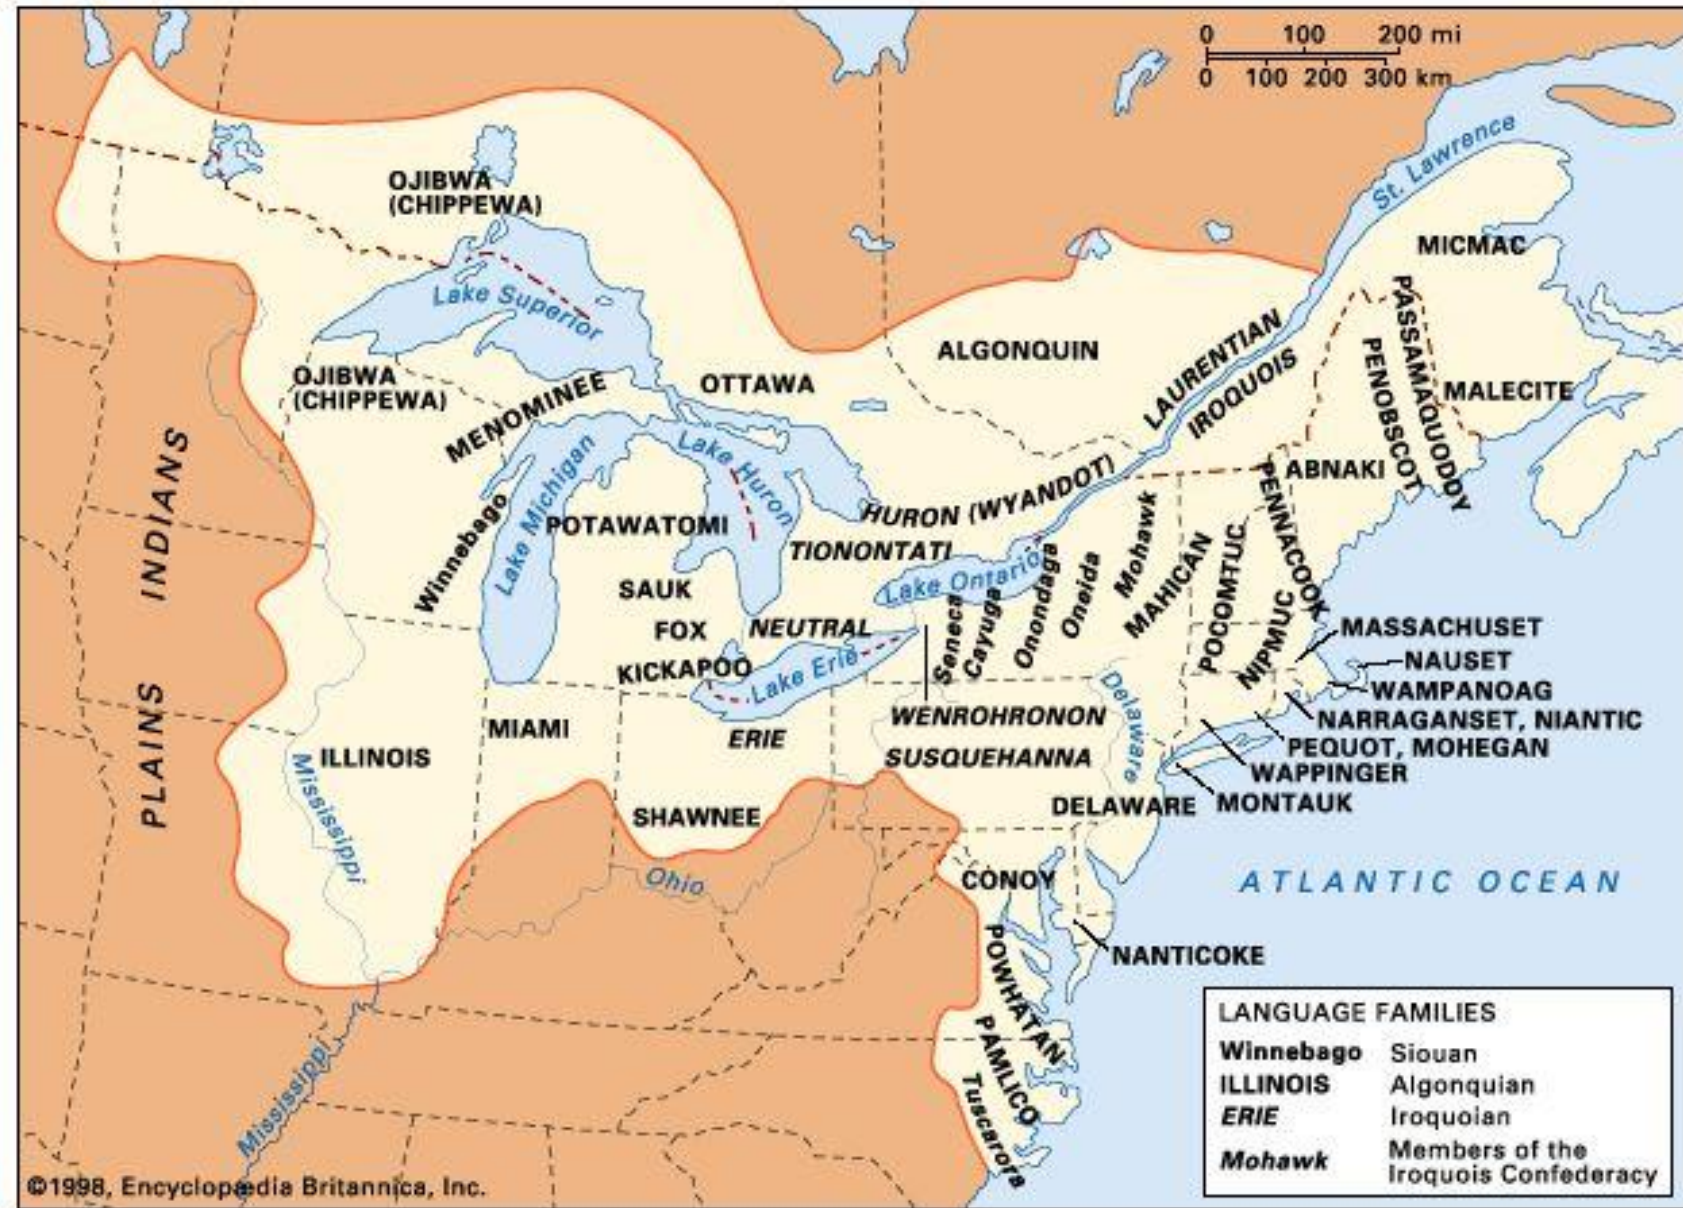 0 100 200 mi
0 100 200 300 km
St. Lawrence
OJIBWA
(CHIPPEWA)
MICMAC
Lake Superior
PASSAMAQUODDY
ALGONQUIN
LAURENTIAN
IROQUOIS
PENOBSCOT
OJIBWA
(CHIPPEWA)
MENOMINEE
OTTAWA
MALECITE
PLAINS INDIANS
Lake Michigan
Lake Huron
HURON (WYANDOT)
ABNAKI
PENNACOOK
Winnebago
POTAWATOMI
TIONONTATI
Lake Ontario
Mohawk
MAHICAN
POCOMTUC
NIPMUC
SAUK
FOX
KICKAPOO
NEUTRAL
Lake Erie
Seneca
Cayuga
Onondaga
Oneida
MASSACHUSET
NAUSET
WAMPANOAG
NARRAGANSET, NIANTIC
PEQUOT, MOHEGAN
WAPPINGER
MONTAUK
Delaware
WENROHRONON
SUSQUEHANNA
MIAMI
ERIE
ILLINOIS
Mississippi
SHAWNEE
DELAWARE
Ohio
CONOY
ATLANTIC OCEAN
NANTICOKE
POWHATAN
PAMLICO
Tuscarora
Mississippi
LANGUAGE FAMILIES
Winnebago Siouan
ILLINOIS Algonquian
ERIE Iroquoian
Mohawk Members of the
Iroquois Confederacy
©1998, Encyclopædia Britannica, Inc.